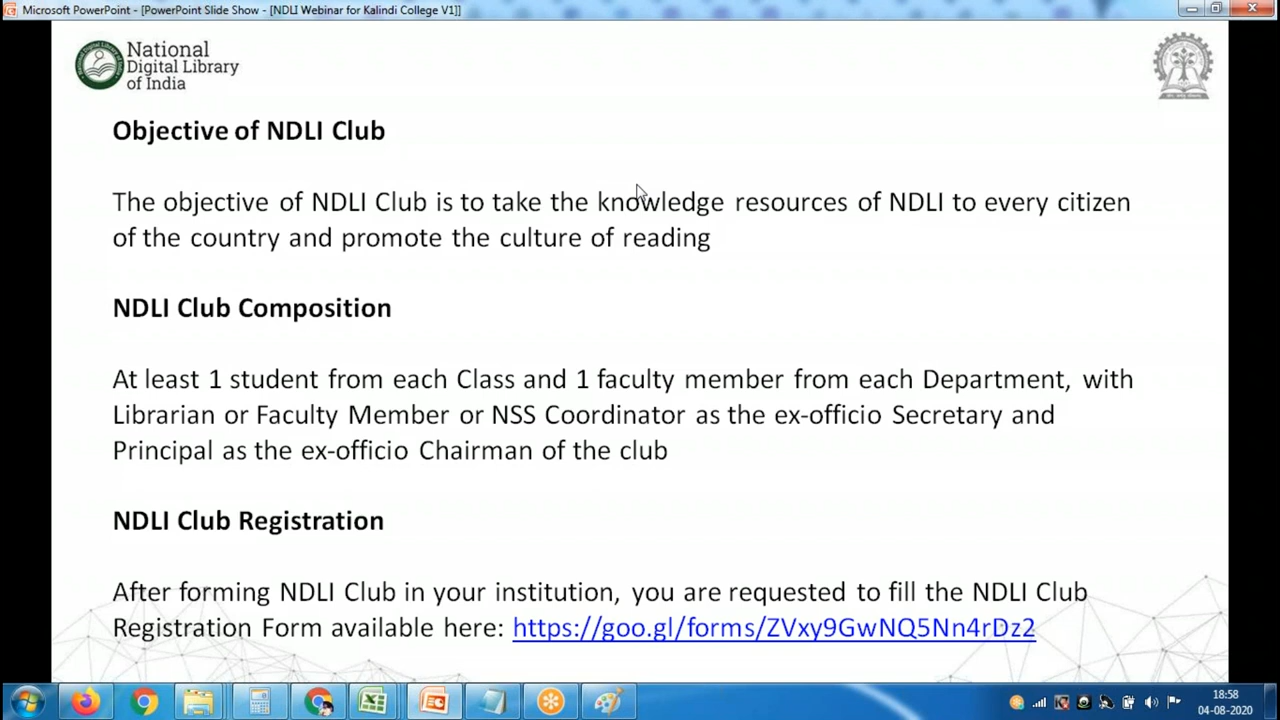 Microsoft PowerPoint - [PowerPoint Slide Show - [NDLI Webinar for Kalindi College V1]]
National
Digital Library
of India
Objective of NDLI Club
The objective of NDLI Club is to take the knowledge resources of NDLI to every citizen
of the country and promote the culture of reading
NDLI Club Composition
At least 1 student from each Class and 1 faculty member from each Department, with
Librarian or Faculty Member or NSS Coordinator as the ex-officio Secretary and
Principal as the ex-officio Chairman of the club
NDLI Club Registration
After forming NDLI Club in your institution, you are requested to fill the NDLI Club
Registration Form available here: https://goo.gl/forms/ZVxy9GwNQ5Nn4rDz2
18:58
04-08-2020